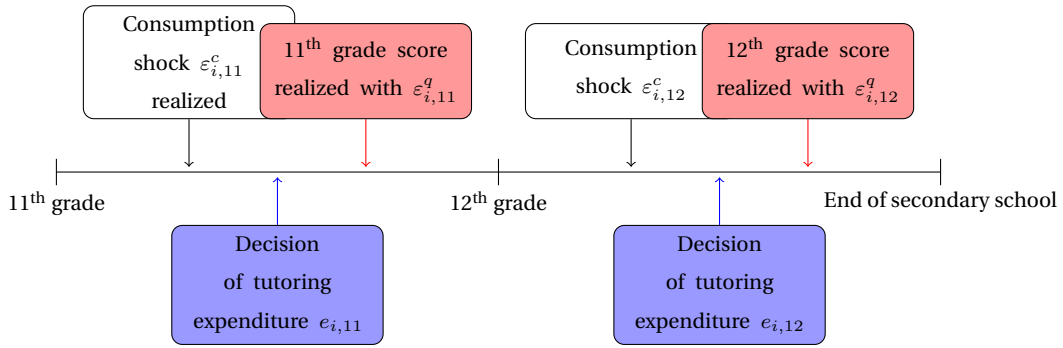 Consumption
shock ε^c_{i,11}
realized
11^th grade score
realized with ε^q_{i,11}
Consumption
shock ε^c_{i,12}
12^th grade score
realized with ε^q_{i,12}
11^th grade
12^th grade
End of secondary school
Decision
of tutoring
expenditure e_{i,11}
Decision
of tutoring
expenditure e_{i,12}